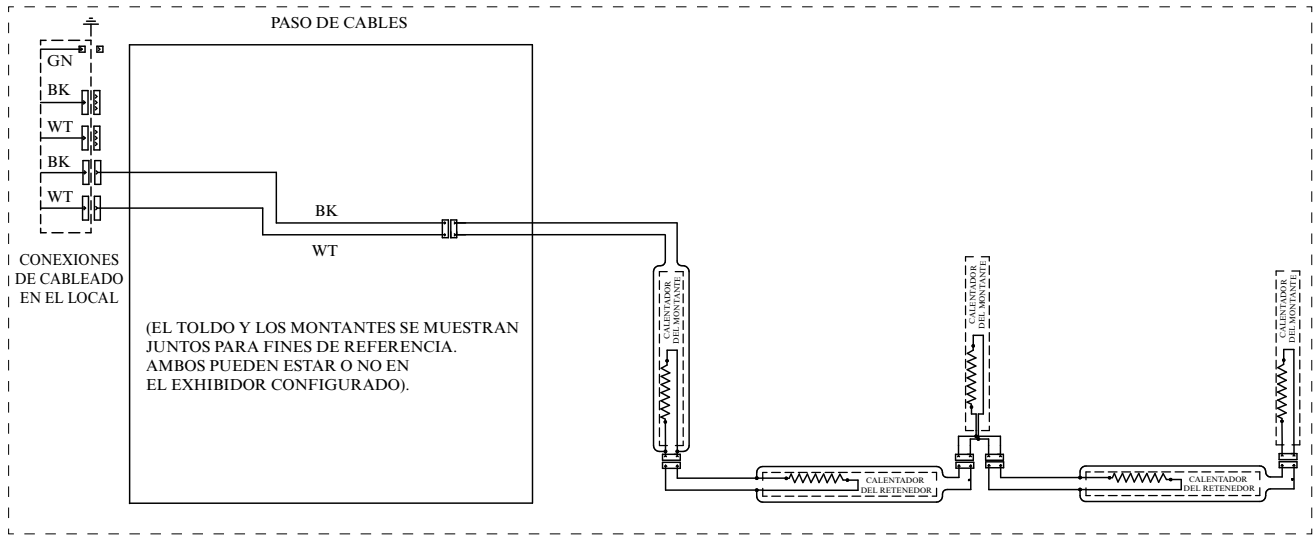 PASO DE CABLES
GN
BK
WT
BK
WT
CONEXIONES
DE CABLEADO
EN EL LOCAL
BK
WT
(EL TOLDO Y LOS MONTANTES SE MUESTRAN
JUNTOS PARA FINES DE REFERENCIA.
AMBOS PUEDEN ESTAR O NO EN
EL EXHIBIDOR CONFIGURADO).
CALENTADOR
DEL MONTANTE
CALENTADOR
DEL RETENEDOR
CALENTADOR
DEL MONTANTE
CALENTADOR
DEL RETENEDOR
CALENTADOR
DEL MONTANTE